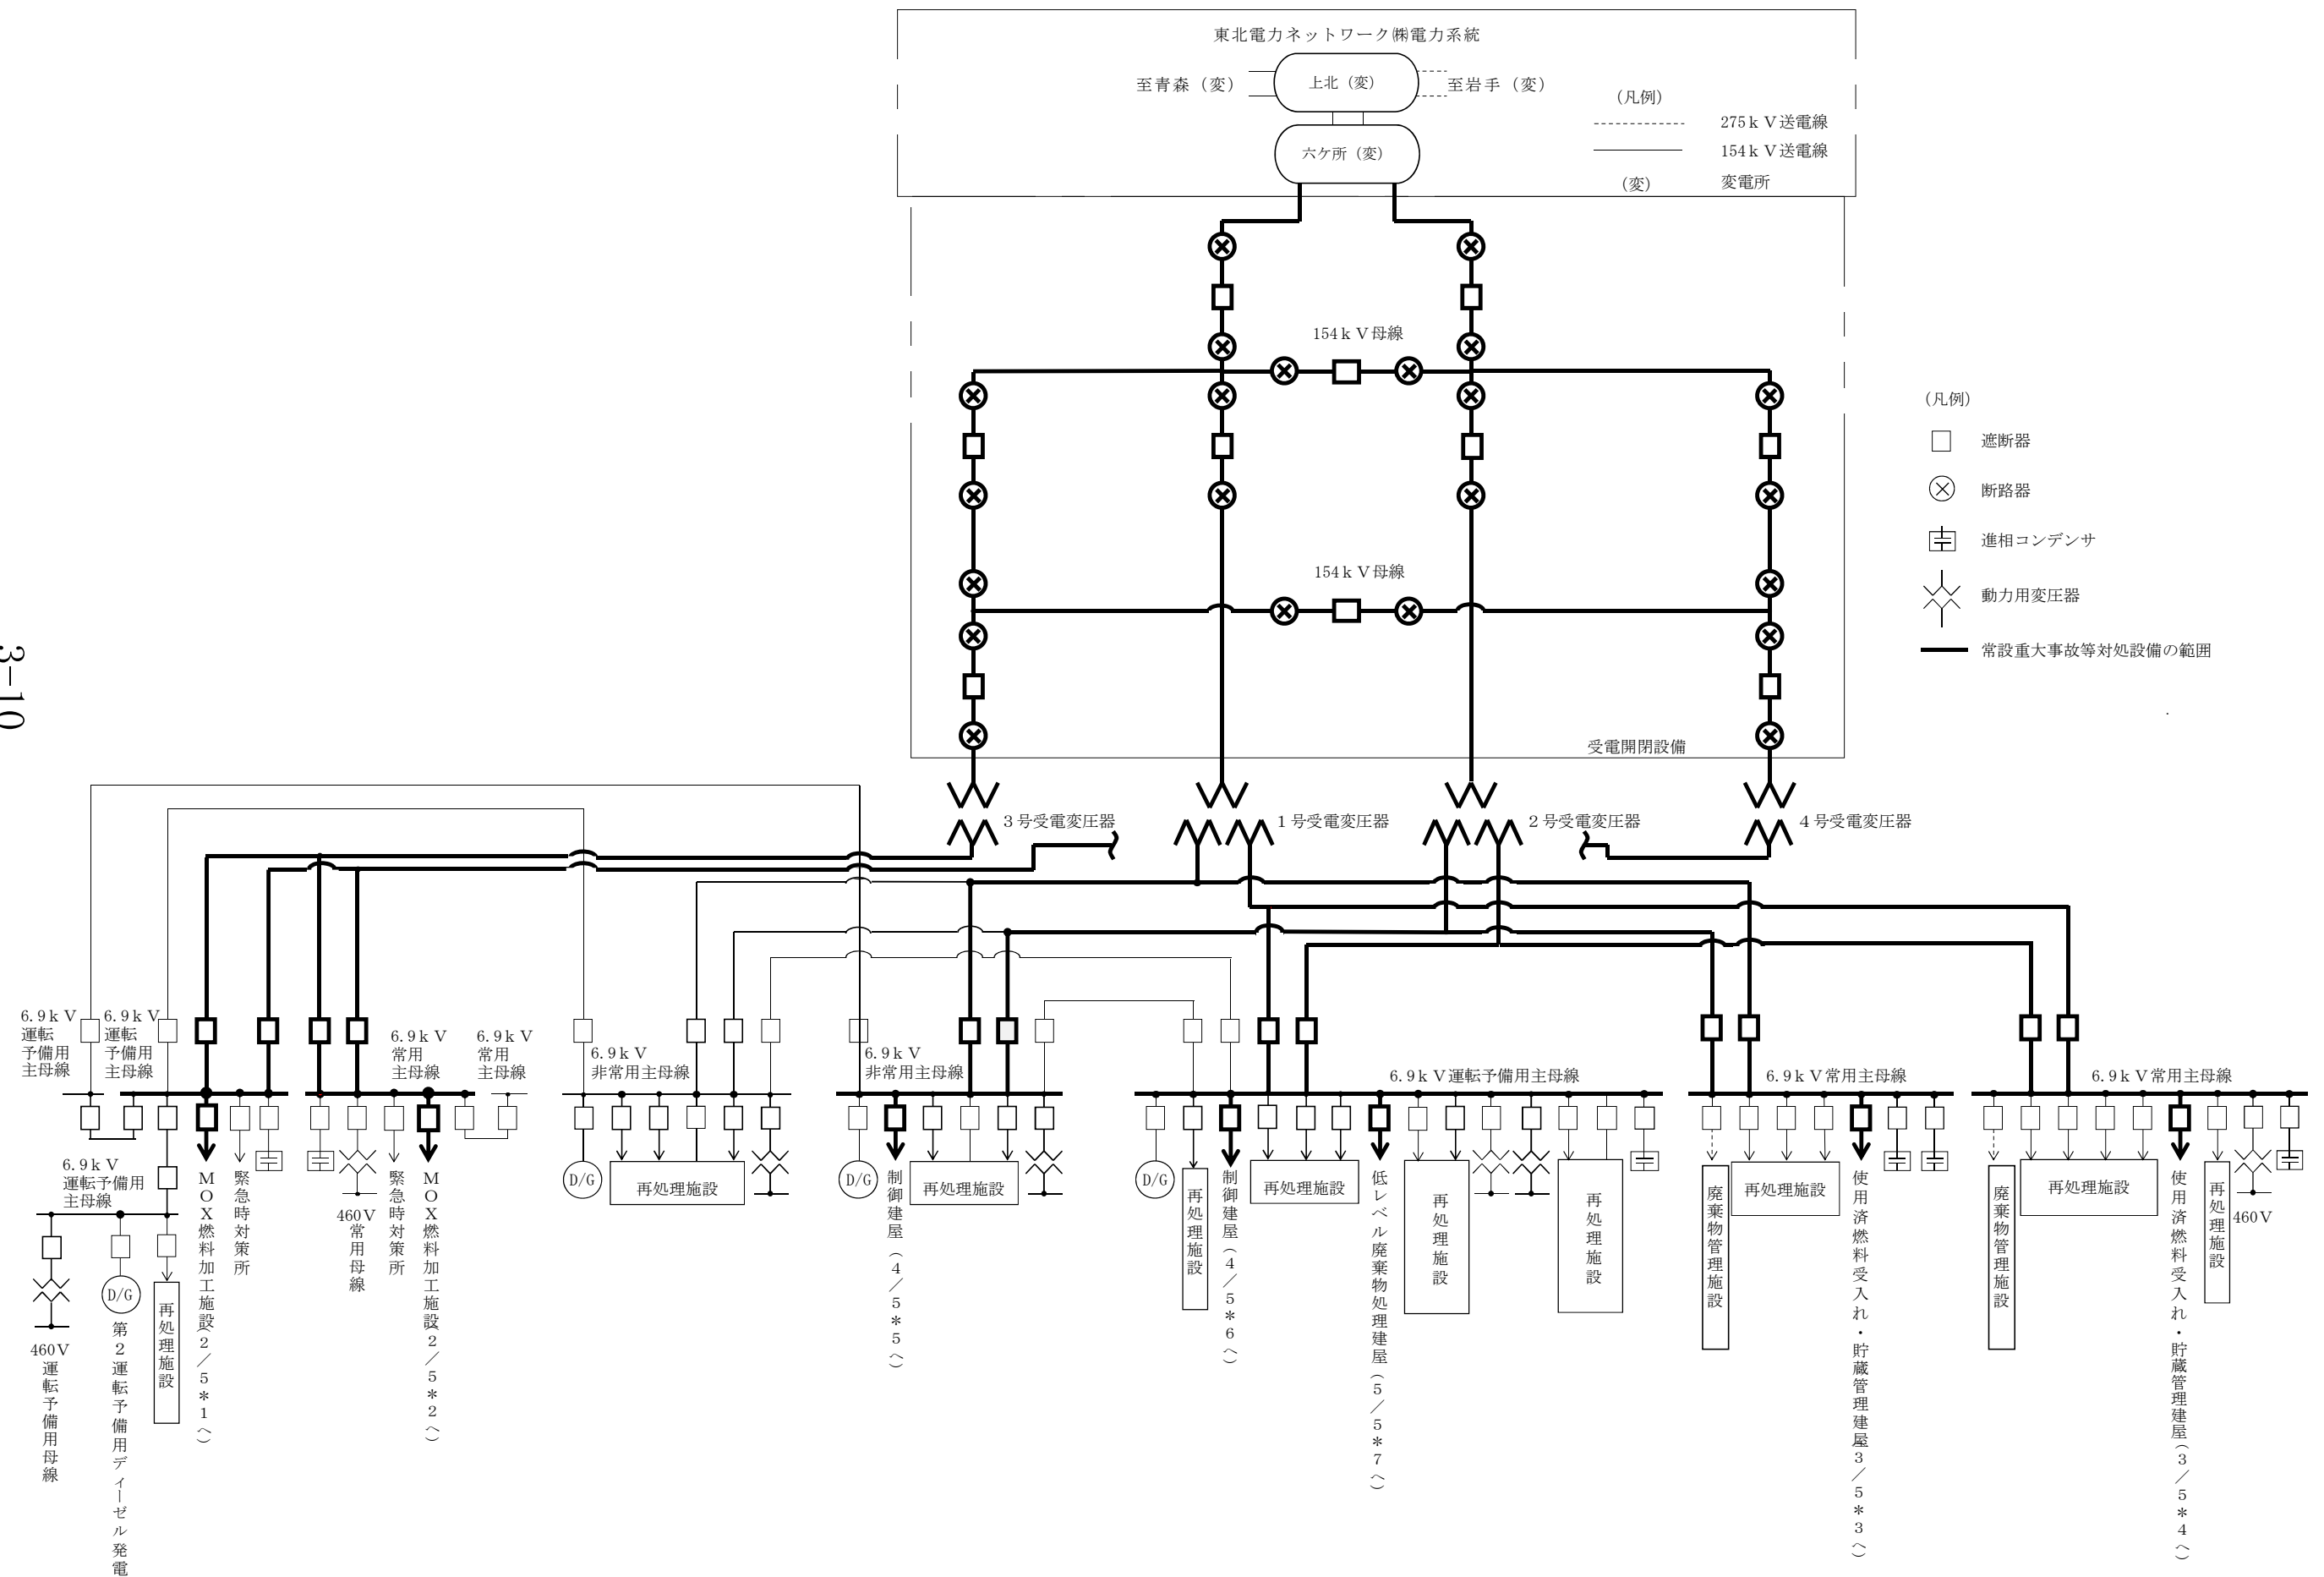 東北電力ネットワーク㈱電力系統
至青森（変）
上北（変）
至岩手（変）
六ケ所（変）
（凡例）
275ｋＶ送電線
154ｋＶ送電線
（変）
変電所
154ｋＶ母線
154ｋＶ母線
受電開閉設備
（凡例）
遮断器
断路器
進相コンデンサ
動力用変圧器
常設重大事故等対処設備の範囲
3-10
３号受電変圧器
１号受電変圧器
２号受電変圧器
４号受電変圧器
6.9ｋＶ
運転
予備用
主母線
6.9ｋＶ
運転
予備用
主母線
6.9ｋＶ
常用
主母線
6.9ｋＶ
常用
主母線
6.9ｋＶ
非常用主母線
6.9ｋＶ
非常用主母線
6.9ｋＶ運転予備用主母線
6.9ｋＶ常用主母線
6.9ｋＶ常用主母線
6.9ｋＶ
運転予備用
主母線
460Ｖ
運転予備用母線
D/G
第２運転予備用ディーゼル発電
再処理施設
ＭＯＸ燃料加工施設（２／５＊１へ）
緊急時対策所
460Ｖ
常用母線
緊急時対策所
ＭＯＸ燃料加工施設（２／５＊２へ）
D/G
再処理施設
D/G
制御建屋（４／５＊５へ）
再処理施設
D/G
再処理施設
制御建屋（４／５＊６へ）
再処理施設
低レベル廃棄物処理建屋（５／５＊７へ）
再処理施設
再処理施設
廃棄物管理施設
再処理施設
使用済燃料受入れ・貯蔵管理建屋（３／５＊３へ）
廃棄物管理施設
再処理施設
使用済燃料受入れ・貯蔵管理建屋（３／５＊４へ）
再処理施設
460Ｖ